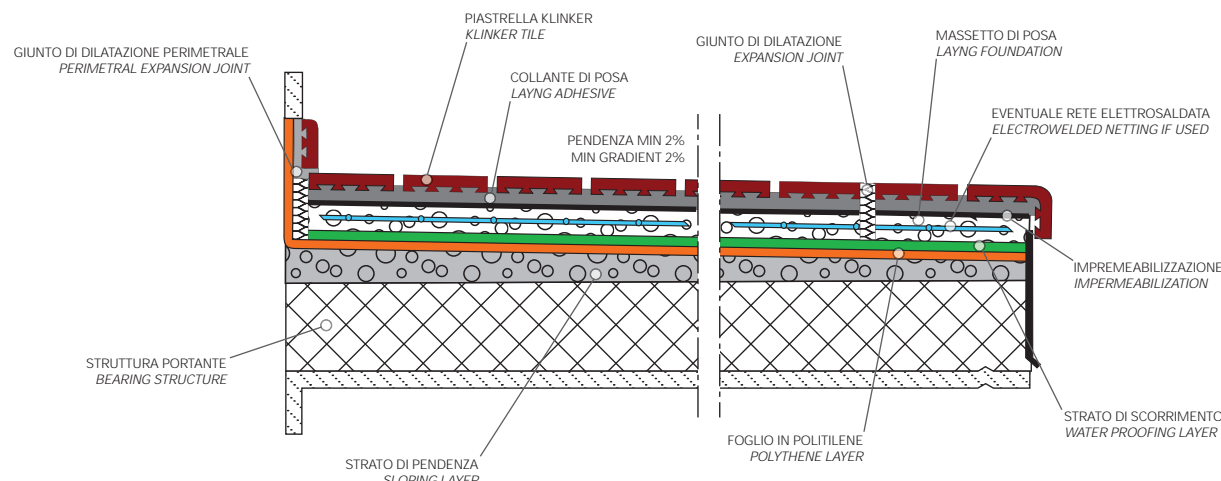 PIASTRELLA KLINKER
KLINKER TILE
GIUNTO DI DILATAZIONE PERIMETRALE
PERIMETRAL EXPANSION JOINT
GIUNTO DI DILATAZIONE
EXPANSION JOINT
MASSETTO DI POSA
LAYNG FOUNDATION
COLLANTE DI POSA
LAYNG ADHESIVE
EVENTUALE RETE ELETTROSALDATA
ELECTROWELDED NETTING IF USED
PENDENZA MIN 2%
MIN GRADIENT 2%
IMPREMEABILIZZAZIONE
IMPERMEABILIZATION
STRUTTURA PORTANTE
BEARING STRUCTURE
STRATO DI SCORRIMENTO
WATER PROOFING LAYER
FOGLIO IN POLITILENE
POLYTHENE LAYER
STRATO DI PENDENZA
SLOPING LAYER